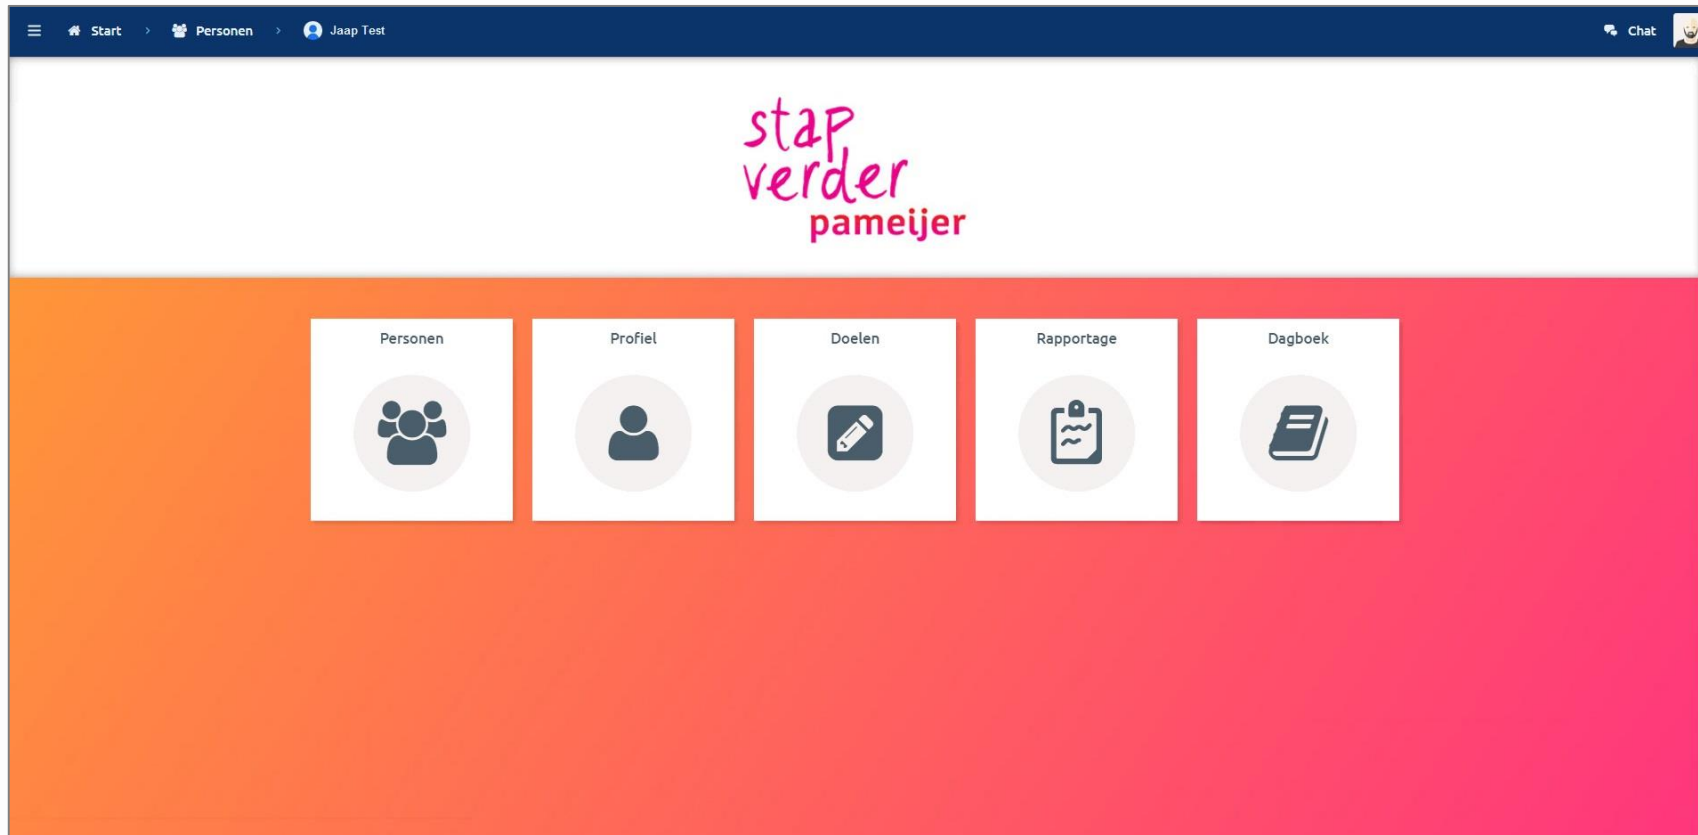 Start > Personen > Jaap Test Chat
stap
verder
pameijer
Personen Profiel Doelen Rapportage Dagboek